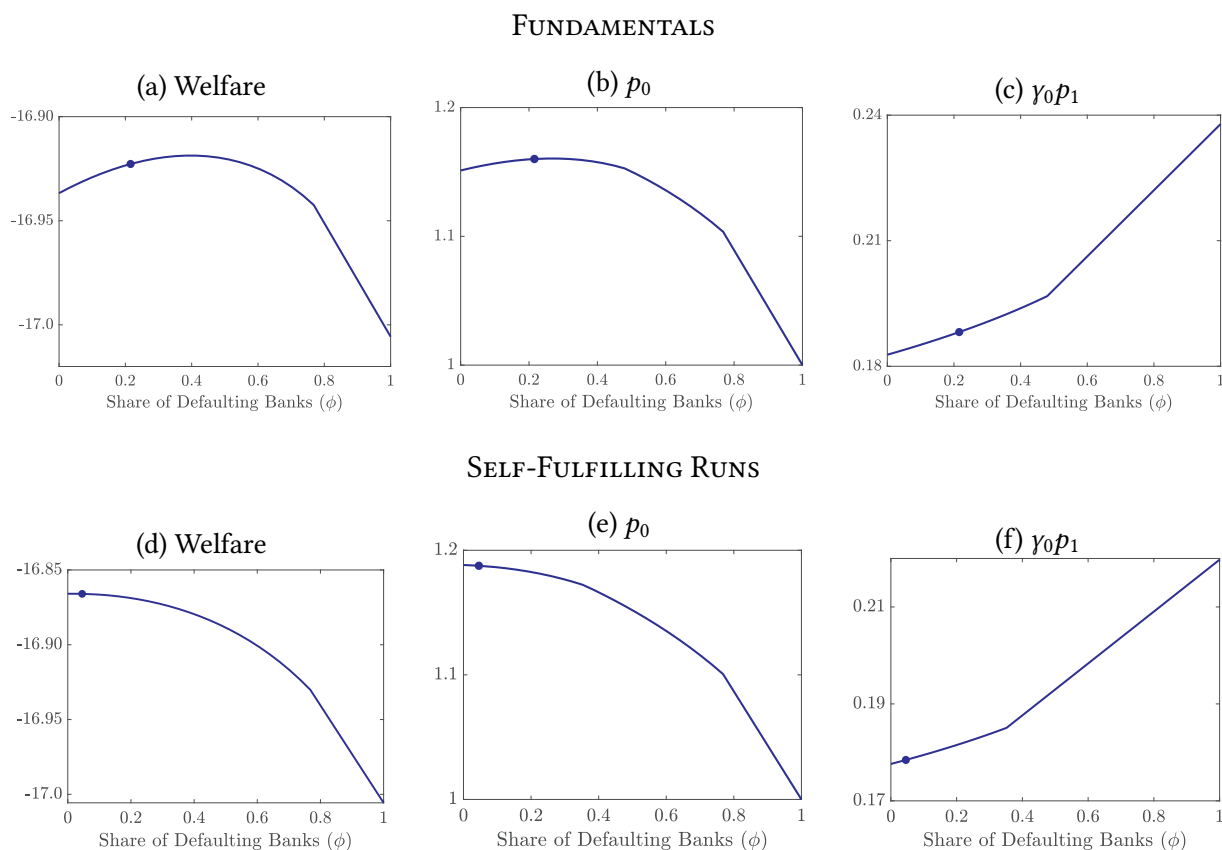 FUNDAMENTALS
(a) Welfare
-16.90
-16.95
-17.0
0 0.2 0.4 0.6 0.8 1
Share of Defaulting Banks (ϕ)
(b) p₀
1.2
1.1
1
0 0.2 0.4 0.6 0.8 1
Share of Defaulting Banks (ϕ)
(c) γ₀p₁
0.24
0.21
0.18
0 0.2 0.4 0.6 0.8 1
Share of Defaulting Banks (ϕ)
SELF-FULFILLING RUNS
(d) Welfare
-16.85
-16.90
-16.95
-17.0
0 0.2 0.4 0.6 0.8 1
Share of Defaulting Banks (ϕ)
(e) p₀
1.2
1.1
1
0 0.2 0.4 0.6 0.8 1
Share of Defaulting Banks (ϕ)
(f) γ₀p₁
0.21
0.19
0.17
0 0.2 0.4 0.6 0.8 1
Share of Defaulting Banks (ϕ)